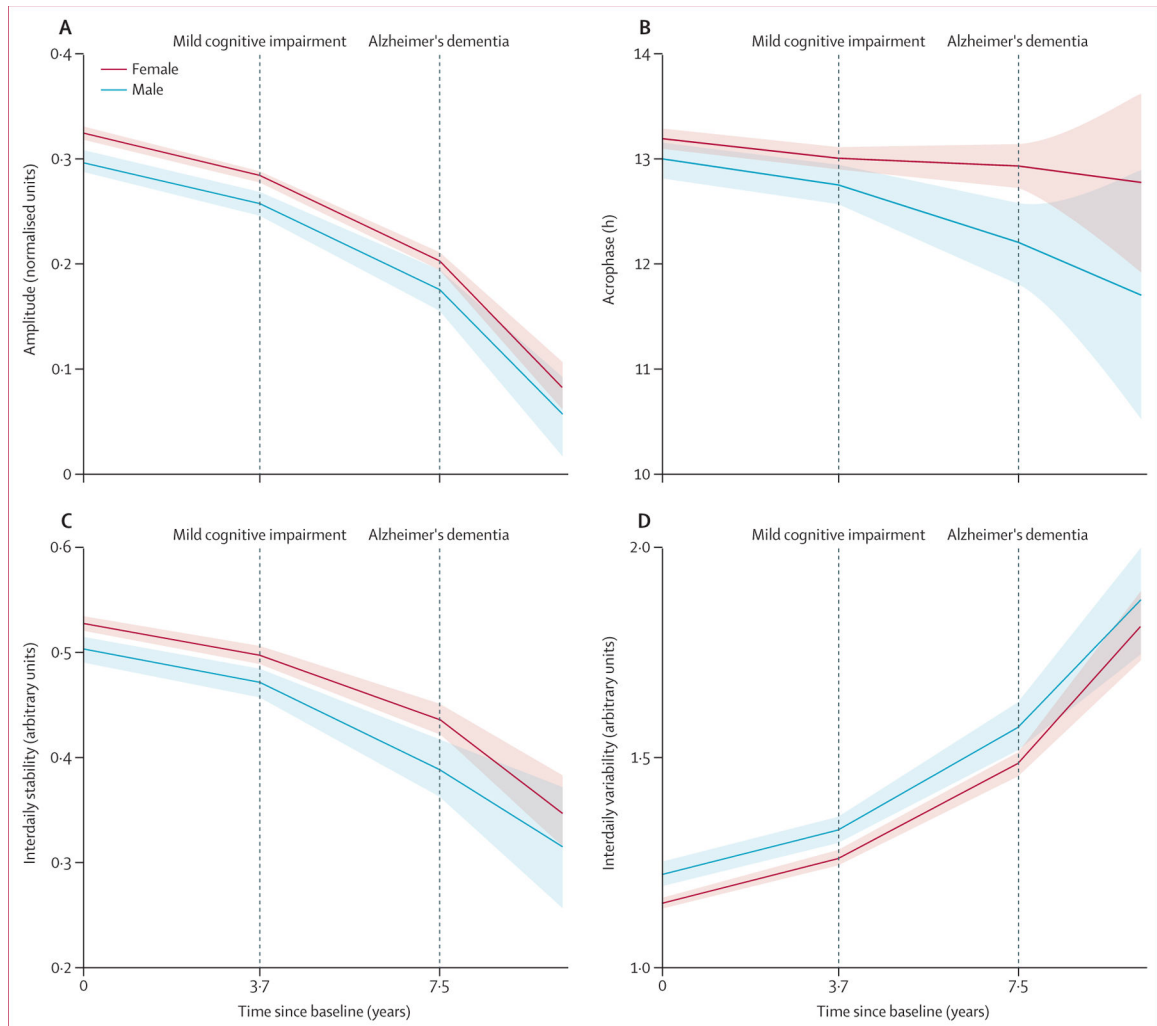 A
Mild cognitive impairment Alzheimer's dementia
0·4
Female
Male
0·3
0·2
0·1
0
Amplitude (normalised units)
B
Mild cognitive impairment Alzheimer's dementia
14
13
12
11
10
Acrophase (h)
C
Mild cognitive impairment Alzheimer's dementia
0·6
0·5
0·4
0·3
0·2
Interdaily stability (arbitrary units)
0 3·7 7·5
Time since baseline (years)
D
Mild cognitive impairment Alzheimer's dementia
2·0
1·5
1·0
Interdaily variability (arbitrary units)
0 3·7 7·5
Time since baseline (years)